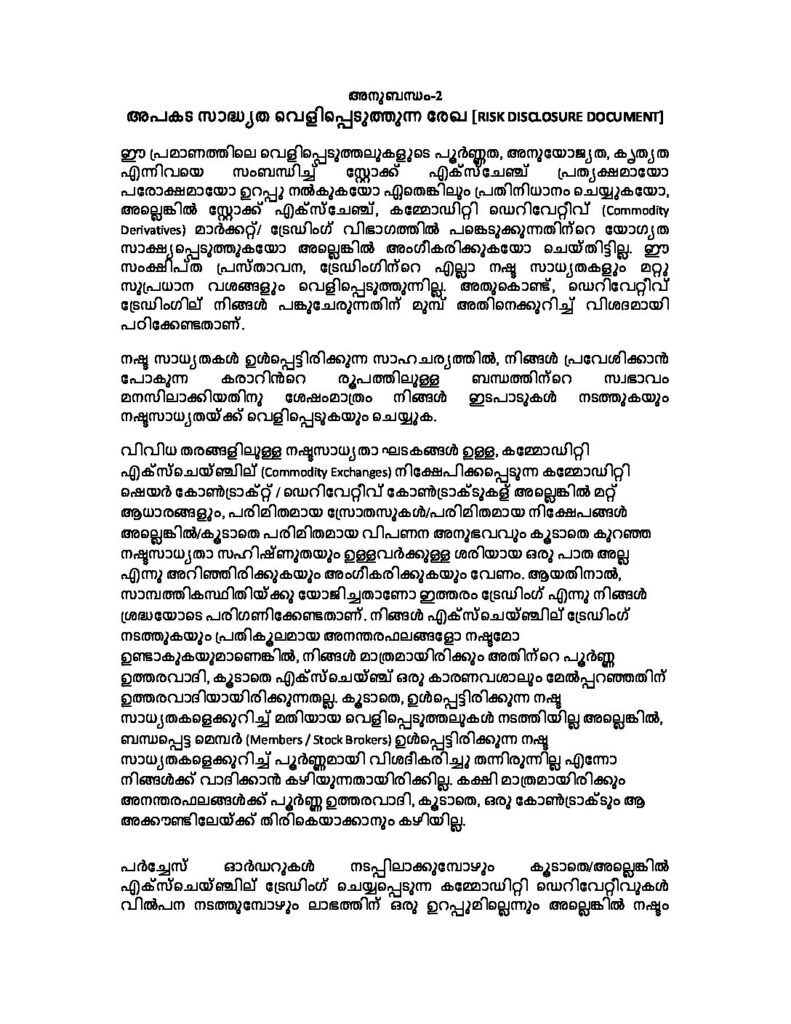 അനുബന്ധം-2
അപകട സാദ്ധ്യത വെളിപ്പെടുത്തുന്ന രേഖ [RISK DISCLOSURE DOCUMENT]
ഈ പ്രമാണത്തിലെ വെളിപ്പെടുത്തലുകളുടെ പൂർണ്ണത, അനുയോജ്യത, കൃത്യത
എന്നിവയെ സംബന്ധിച്ച് സ്റ്റോക്ക് എക്സ്ചേഞ്ച് പ്രത്യക്ഷമായോ
പരോക്ഷമായോ ഉറപ്പു നൽകുകയോ ഏതെങ്കിലും പ്രതിനിധാനം ചെയ്യുകയോ,
അല്ലെങ്കിൽ സ്റ്റോക്ക് എക്സ്ചേഞ്ച്, കമ്മോഡിറ്റി ഡെറിവേറ്റീവ് (Commodity
Derivatives) മാർക്കറ്റ്/ ട്രേഡിംഗ് വിഭാഗത്തിൽ പങ്കെടുക്കുന്നതിന്റെ യോഗ്യത
സാക്ഷ്യപ്പെടുത്തുകയോ അല്ലെങ്കിൽ അംഗീകരിക്കുകയോ ചെയ്തിട്ടില്ല. ഈ
സംക്ഷിപ്ത പ്രസ്താവന, ട്രേഡിംഗിന്റെ എല്ലാ നഷ്ട സാധ്യതകളും മറ്റു
സുപ്രധാന വശങ്ങളും വെളിപ്പെടുത്തുന്നില്ല. അതുകൊണ്ട്, ഡെറിവേറ്റീവ്
ട്രേഡിംഗില് നിങ്ങൾ പങ്കുചേരുന്നതിന് മുമ്പ് അതിനെക്കുറിച്ച് വിശദമായി
പഠിക്കേണ്ടതാണ്.
നഷ്ട സാധ്യതകൾ ഉൾപ്പെട്ടിരിക്കുന്ന സാഹചര്യത്തിൽ, നിങ്ങൾ പ്രവേശിക്കാൻ
പോകുന്ന കരാറിൻറെ രൂപത്തിലുള്ള ബന്ധത്തിന്റെ സ്വഭാവം
മനസിലാക്കിയതിനു ശേഷംമാത്രം നിങ്ങൾ ഇടപാടുകൾ നടത്തുകയും
നഷ്ടസാധ്യതയ്ക്ക് വെളിപ്പെടുകയും ചെയ്യുക.
വിവിധ തരങ്ങളിലുള്ള നഷ്ടസാധ്യതാ ഘടകങ്ങൾ ഉള്ള, കമ്മോഡിറ്റി
എക്സ്ചെയ്ഞ്ചില് (Commodity Exchanges) നിക്ഷേപിക്കപ്പെടുന്ന കമ്മോഡിറ്റി
ഷെയർ കോൺട്രാക്റ്റ് / ഡെറിവേറ്റീവ് കോൺട്രാക്ടുകള് അല്ലെങ്കിൽ മറ്റ്
ആധാരങ്ങളും, പരിമിതമായ സ്രോതസുകൾ/പരിമിതമായ നിക്ഷേപങ്ങൾ
അല്ലെങ്കിൽ/കൂടാതെ പരിമിതമായ വിപണന അനുഭവവും കൂടാതെ കുറഞ്ഞ
നഷ്ടസാധ്യതാ സഹിഷ്ണുതയും ഉള്ളവർക്കുള്ള ശരിയായ ഒരു പാത അല്ല
എന്നു അറിഞ്ഞിരിക്കുകയും അംഗീകരിക്കുകയും വേണം. ആയതിനാൽ,
സാമ്പത്തികസ്ഥിതിയ്ക്കു യോജിച്ചതാണോ ഇത്തരം ട്രേഡിംഗ് എന്നു നിങ്ങൾ
ശ്രദ്ധയോടെ പരിഗണിക്കേണ്ടതാണ്. നിങ്ങൾ എക്സ്ചെയ്ഞ്ചില് ട്രേഡിംഗ്
നടത്തുകയും പ്രതികൂലമായ അനന്തരഫലങ്ങളോ നഷ്ടമോ
ഉണ്ടാകുകയുമാണെങ്കിൽ, നിങ്ങൾ മാത്രമായിരിക്കും അതിന്റെ പൂർണ്ണ
ഉത്തരവാദി, കൂടാതെ എക്സ്ചെയ്ഞ്ച് ഒരു കാരണവശാലും മേൽപ്പറഞ്ഞതിന്
ഉത്തരവാദിയായിരിക്കുന്നതല്ല. കൂടാതെ, ഉൾപ്പെട്ടിരിക്കുന്ന നഷ്ട
സാധ്യതകളെക്കുറിച്ച് മതിയായ വെളിപ്പെടുത്തലുകൾ നടത്തിയില്ല അല്ലെങ്കിൽ,
ബന്ധപ്പെട്ട മെമ്പർ (Members / Stock Brokers) ഉൾപ്പെട്ടിരിക്കുന്ന നഷ്ട
സാധ്യതകളെക്കുറിച്ച് പൂർണ്ണമായി വിശദീകരിച്ചു തന്നിരുന്നില്ല എന്നോ
നിങ്ങൾക്ക് വാദിക്കാൻ കഴിയുന്നതായിരിക്കില്ല. കക്ഷി മാത്രമായിരിക്കും
അനന്തരഫലങ്ങൾക്ക് പൂർണ്ണ ഉത്തരവാദി, കൂടാതെ, ഒരു കോൺട്രാക്ടും ആ
അക്കൗണ്ടിലേയ്ക്ക് തിരികെയാക്കാനും കഴിയില്ല.
പർച്ചേസ് ഓർഡറുകൾ നടപ്പിലാക്കുമ്പോഴും കൂടാതെ/അല്ലെങ്കിൽ
എക്സ്ചെയ്ഞ്ചില് ട്രേഡിംഗ് ചെയ്യപ്പെടുന്ന കമ്മോഡിറ്റി ഡെറിവേറ്റീവുകൾ
വിൽപന നടത്തുമ്പോഴും ലാഭത്തിന് ഒരു ഉറപ്പുമില്ലെന്നും അല്ലെങ്കിൽ നഷ്ടം